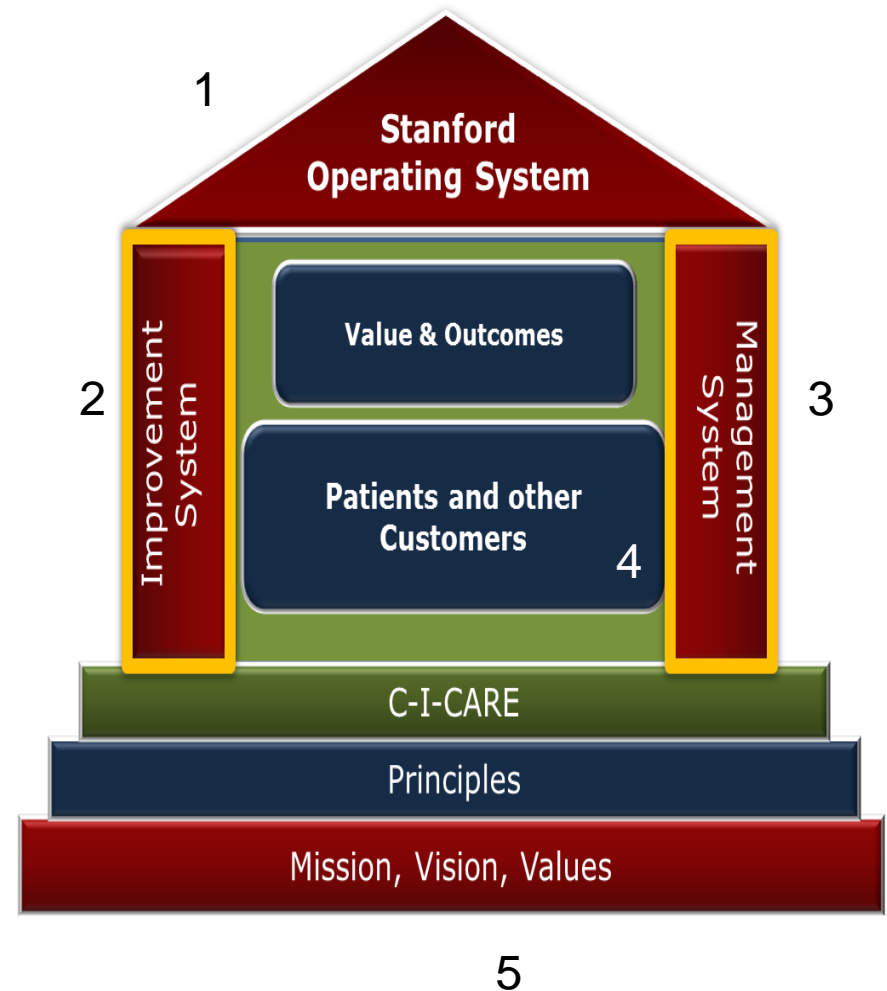 1
Stanford
Operating System
2
Improvement
System
Value & Outcomes
Patients and other
Customers
4
Management
System
3
C-I-CARE
Principles
Mission, Vision, Values
5